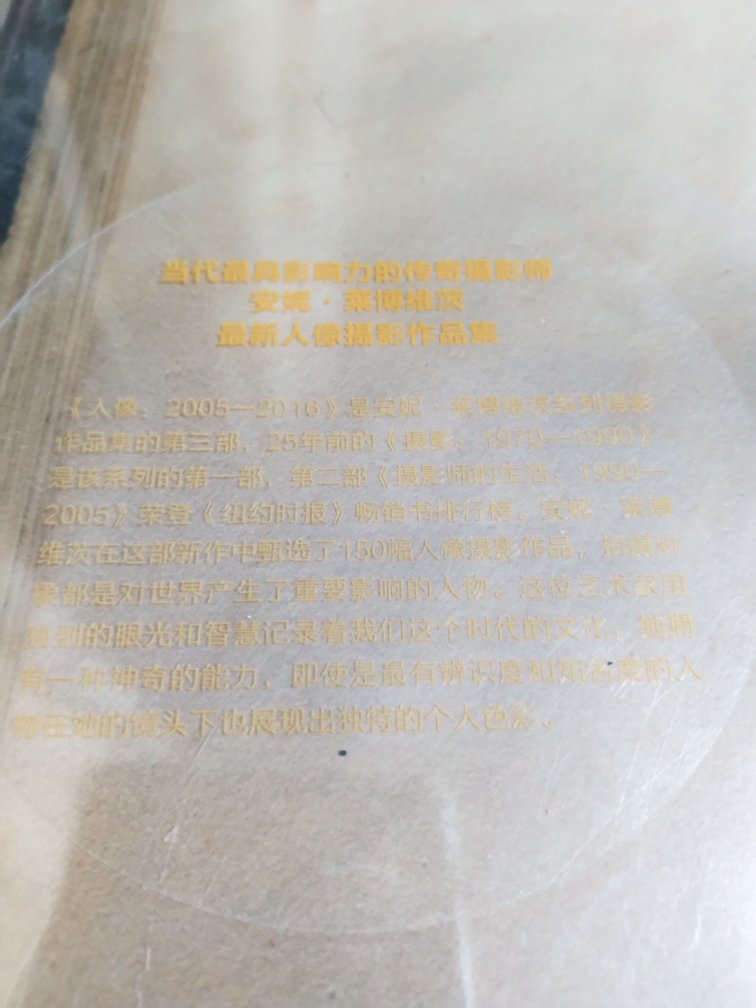 当代最具影响力的传奇摄影师
安妮·莱博维茨
最新人像摄影作品集
《人像：2005—2016》是安妮·莱博维茨系列摄影
作品集的第三部，25年前的《摄影：1970—1990》
是该系列的第一部，第二部《摄影师的生活：1990—
2005》荣登《纽约时报》畅销书排行榜。安妮·莱博
维茨在这部新作中甄选了150幅人像摄影作品，拍摄对
象都是对世界产生了重要影响的人物。这位艺术家用
独到的眼光和智慧记录着我们这个时代的文化，她拥
有一种神奇的能力，即使是最有辨识度和知名度的人
物在她的镜头下也展现出独特的个人色彩。